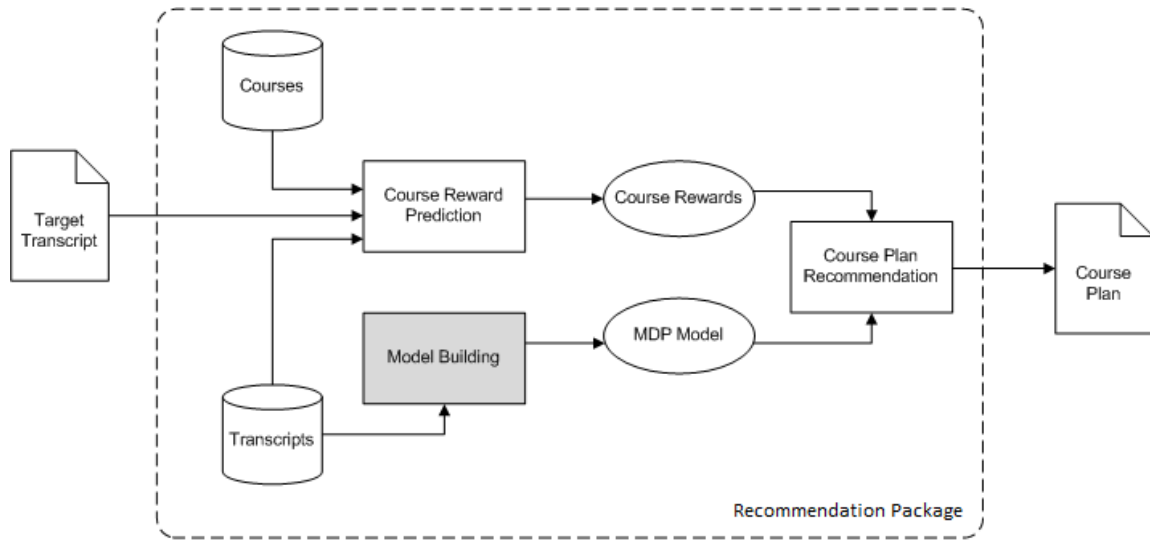 Courses
Target
Transcript
Course Reward
Prediction
Course Rewards
Course Plan
Recommendation
Course
Plan
Model Building
MDP Model
Transcripts
Recommendation Package